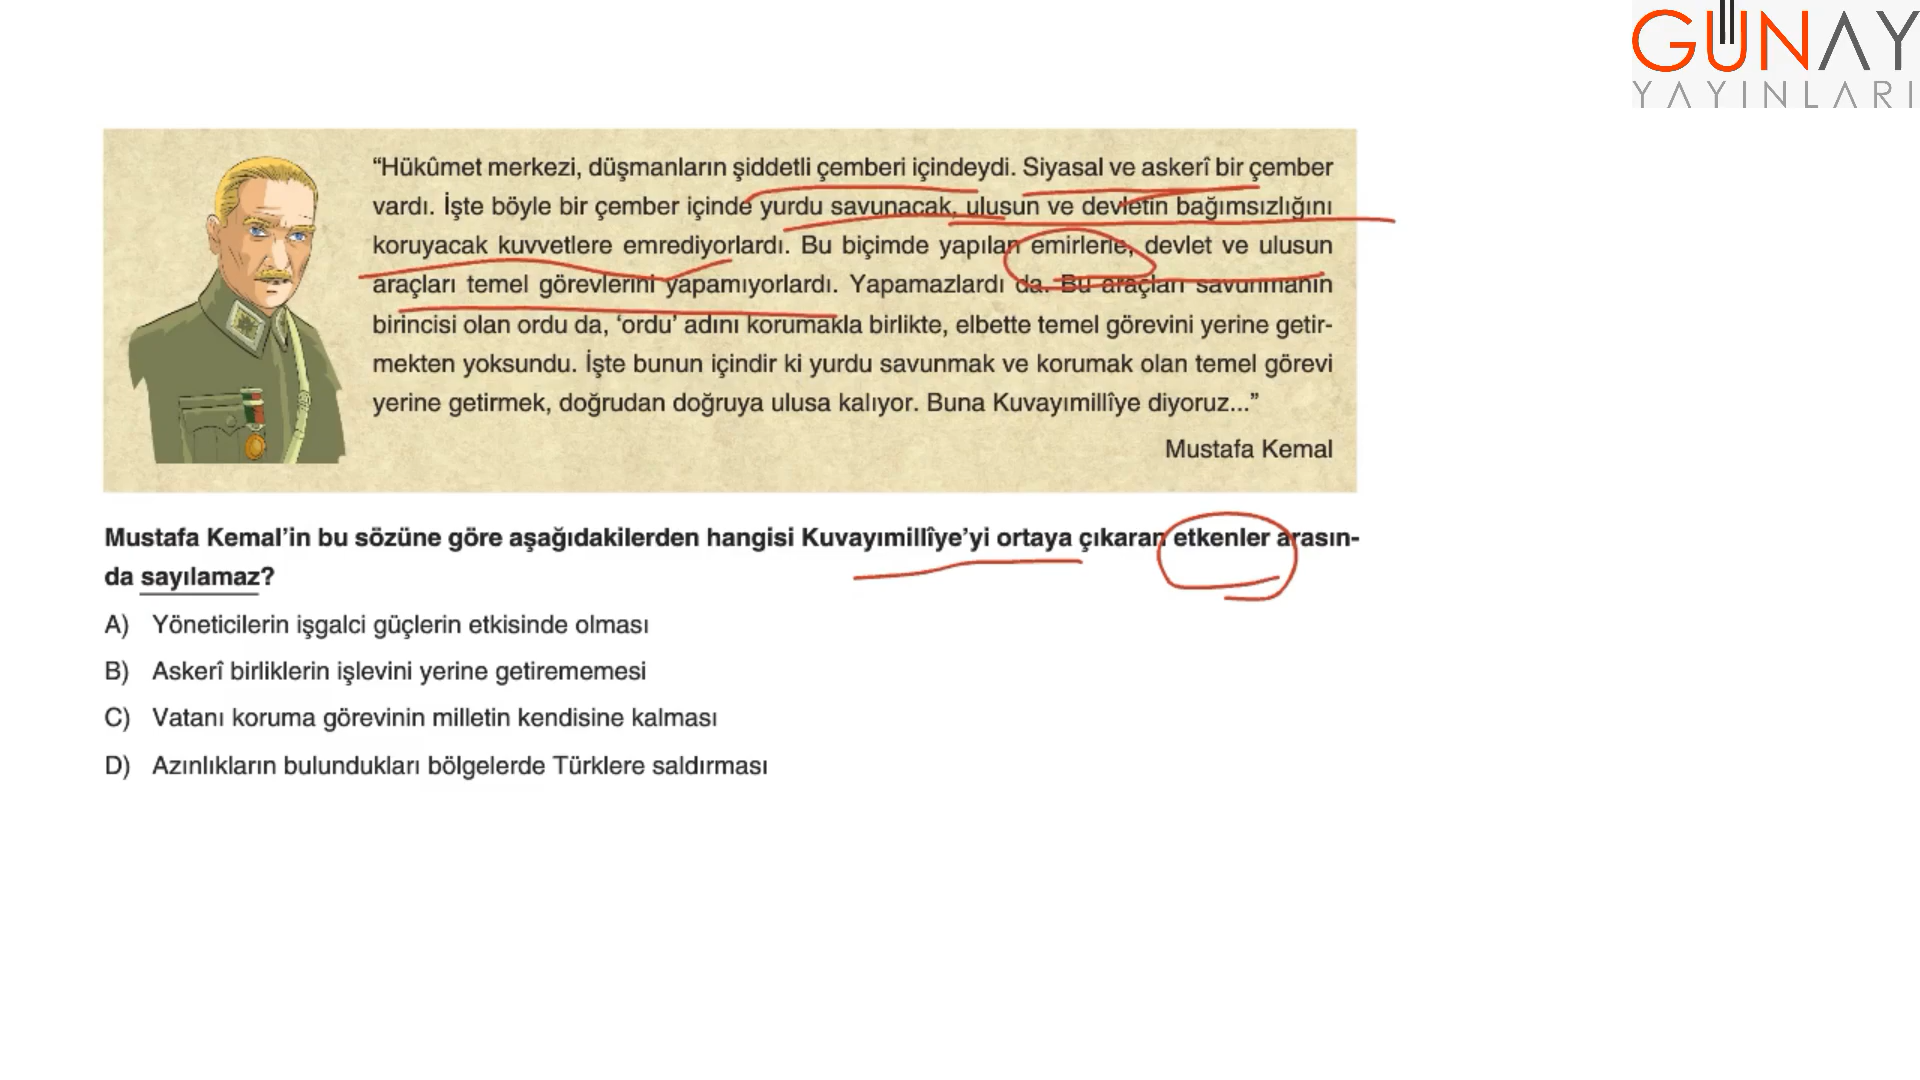 GÜNAY
YAYINLARI
“Hükûmet merkezi, düşmanların şiddetli çemberi içindeydi. Siyasal ve askerî bir çember
vardı. İşte böyle bir çember içinde yurdu savunacak, ulusun ve devletin bağımsızlığını
koruyacak kuvvetlere emrediyorlardı. Bu biçimde yapılan emirlerle, devlet ve ulusun
araçları temel görevlerini yapamıyorlardı. Yapamazlardı da. Bu araçları savunmanın
birincisi olan ordu da, ‘ordu’ adını korumakla birlikte, elbette temel görevini yerine getir-
mekten yoksundu. İşte bunun içindir ki yurdu savunmak ve korumak olan temel görevi
yerine getirmek, doğrudan doğruya ulusa kalıyor. Buna Kuvayımillîye diyoruz...”
Mustafa Kemal
Mustafa Kemal’in bu sözüne göre aşağıdakilerden hangisi Kuvayımillîye’yi ortaya çıkaran etkenler arasın-
da sayılamaz?
A) Yöneticilerin işgalci güçlerin etkisinde olması
B) Askerî birliklerin işlevini yerine getirememesi
C) Vatanı koruma görevinin milletin kendisine kalması
D) Azınlıkların bulundukları bölgelerde Türklere saldırması